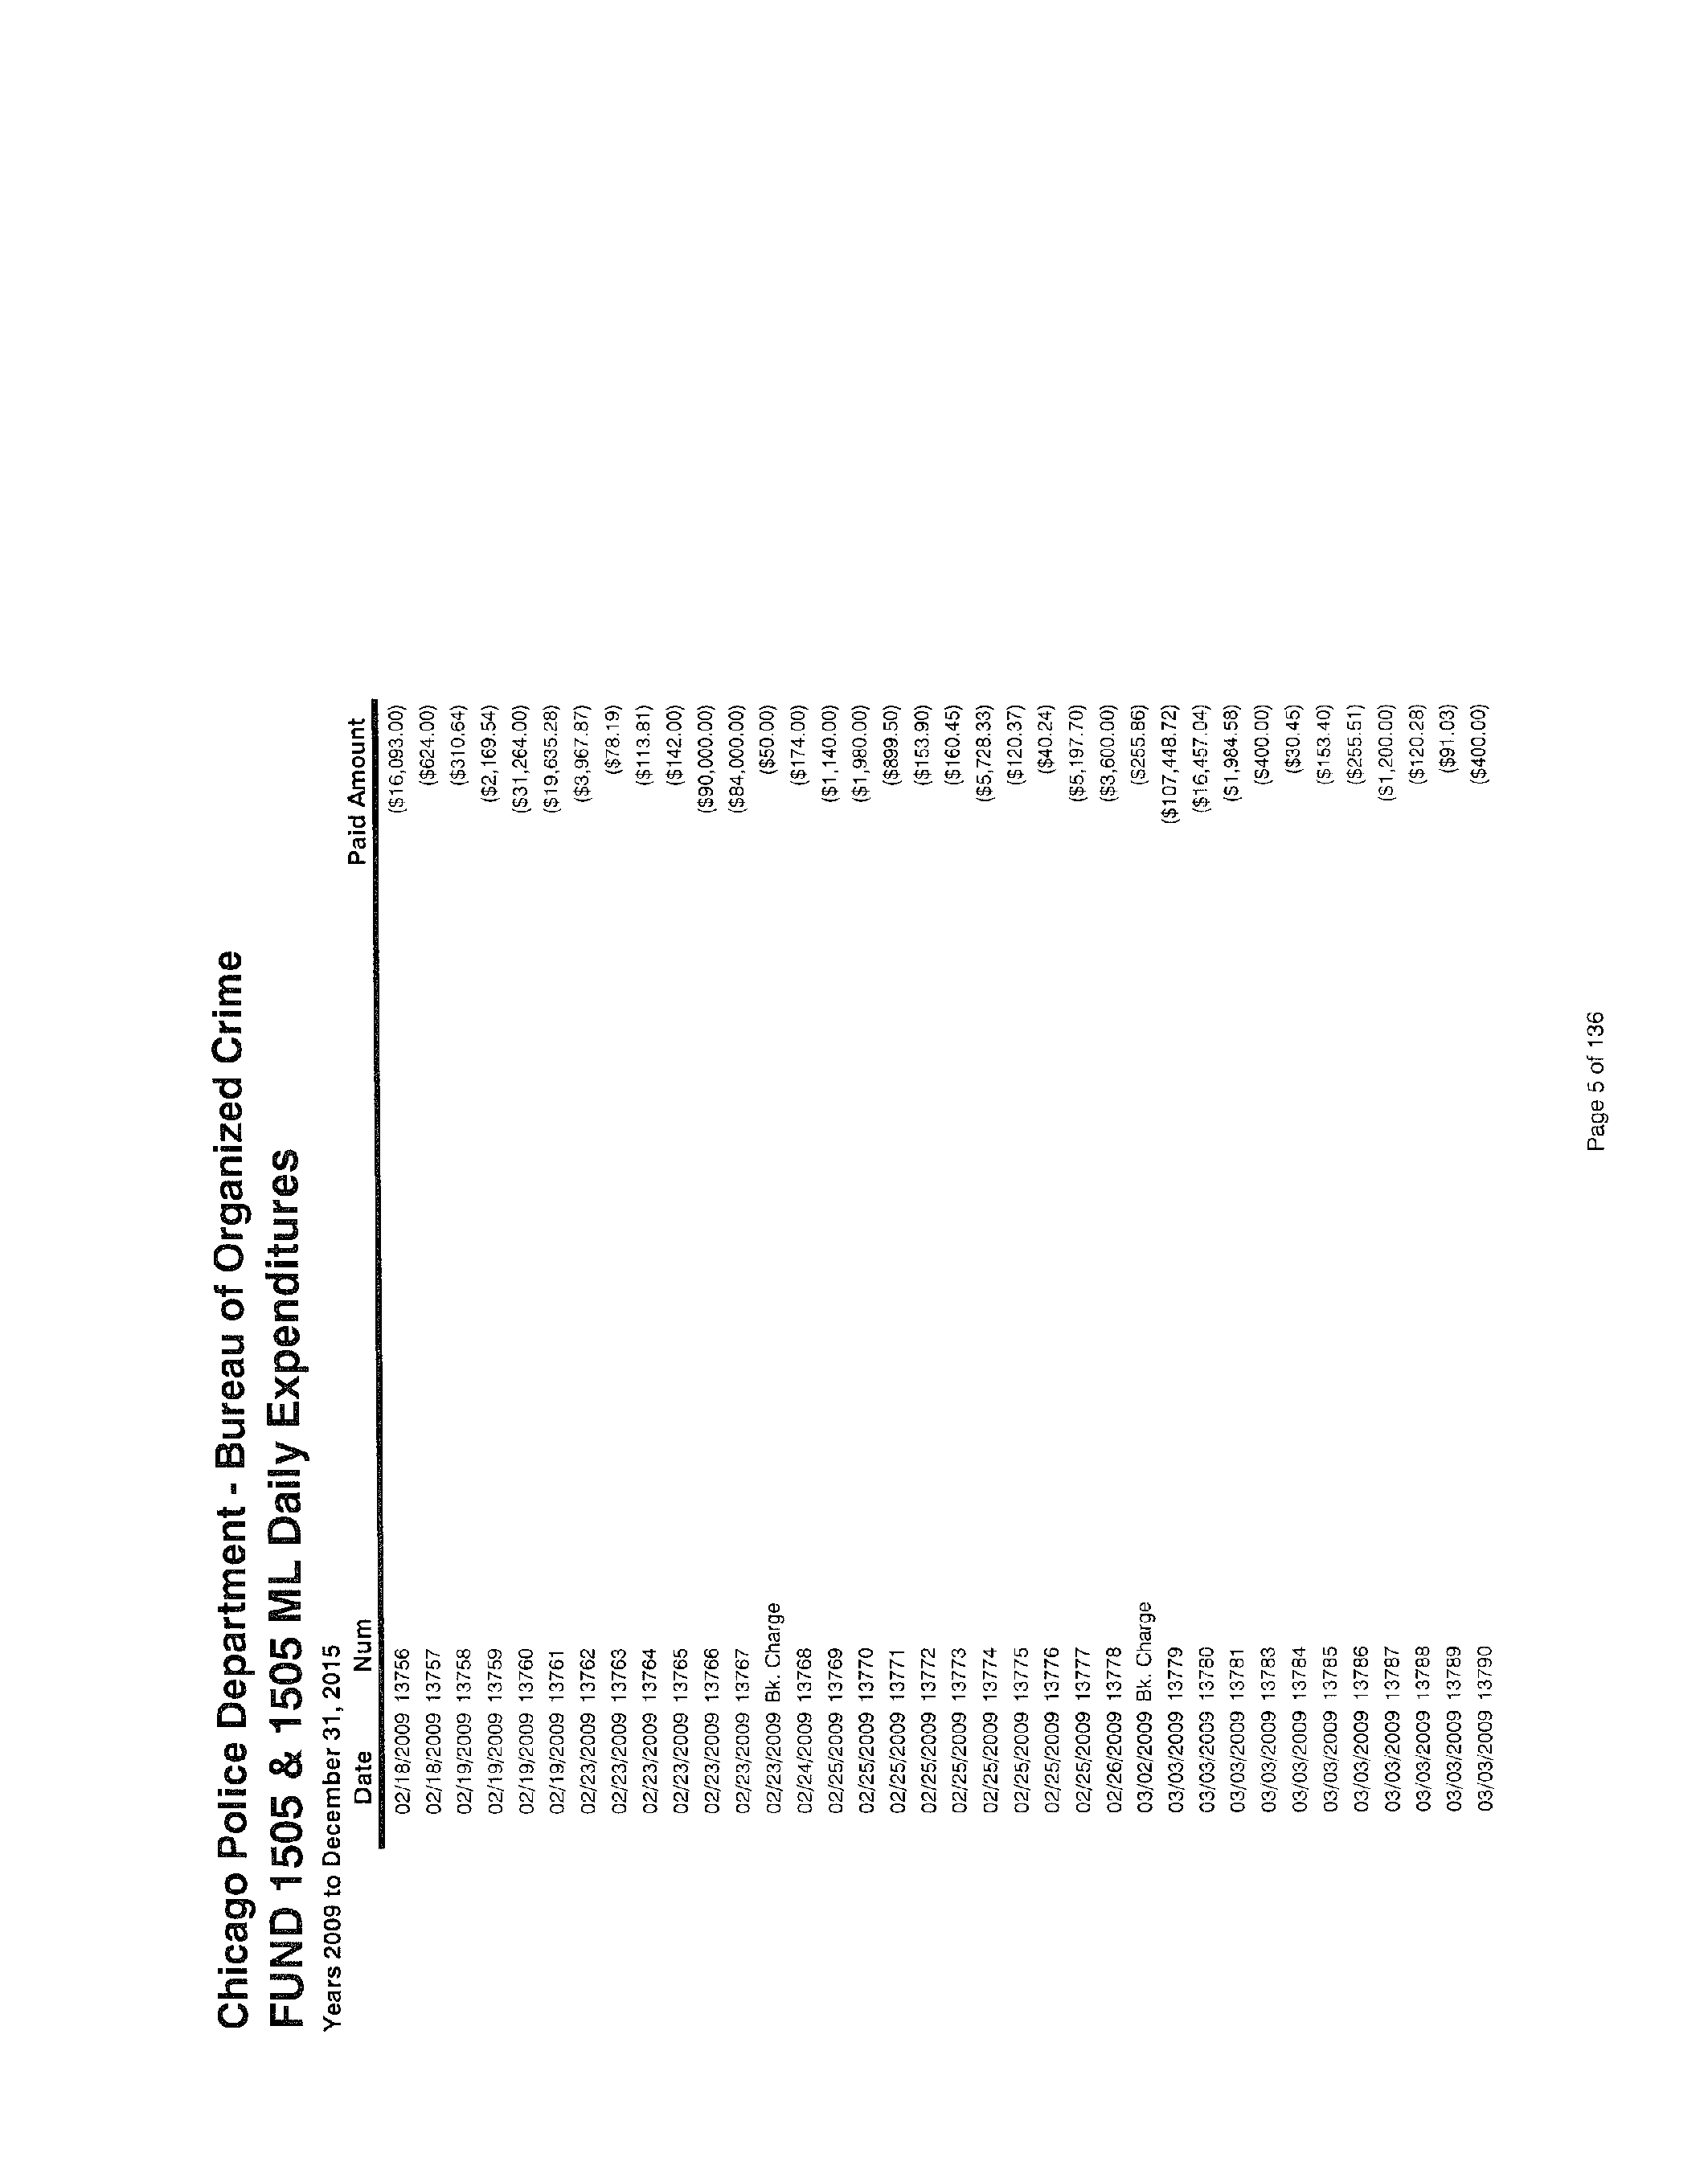 Chicago Police Department - Bureau of Organized Crime
FUND 1505 & 1505 ML Daily Expenditures
Years 2009 to December 31, 2015
Date Num Paid Amount
02/18/2009 13756 ($16,093.00)
02/18/2009 13757 ($624.00)
02/19/2009 13758 ($310.64)
02/19/2009 13759 ($2,169.54)
02/19/2009 13760 ($31,264.00)
02/19/2009 13761 ($19,635.28)
02/23/2009 13762 ($3,967.87)
02/23/2009 13763 ($78.19)
02/23/2009 13764 ($113.81)
02/23/2009 13765 ($142.00)
02/23/2009 13766 ($90,000.00)
02/23/2009 13767 ($84,000.00)
02/23/2009 Bk. Charge ($50.00)
02/24/2009 13768 ($174.00)
02/25/2009 13769 ($1,140.00)
02/25/2009 13770 ($1,980.00)
02/25/2009 13771 ($899.50)
02/25/2009 13772 ($153.90)
02/25/2009 13773 ($160.45)
02/25/2009 13774 ($5,728.33)
02/25/2009 13775 ($120.37)
02/25/2009 13776 ($40.24)
02/25/2009 13777 ($5,197.70)
02/26/2009 13778 ($3,600.00)
03/02/2009 Bk. Charge ($255.86)
03/03/2009 13779 ($107,448.72)
03/03/2009 13780 ($16,457.04)
03/03/2009 13781 ($1,984.58)
03/03/2009 13783 ($400.00)
03/03/2009 13784 ($30.45)
03/03/2009 13785 ($153.40)
03/03/2009 13786 ($255.51)
03/03/2009 13787 ($1,200.00)
03/03/2009 13788 ($120.28)
03/03/2009 13789 ($91.03)
03/03/2009 13790 ($400.00)
Page 5 of 136